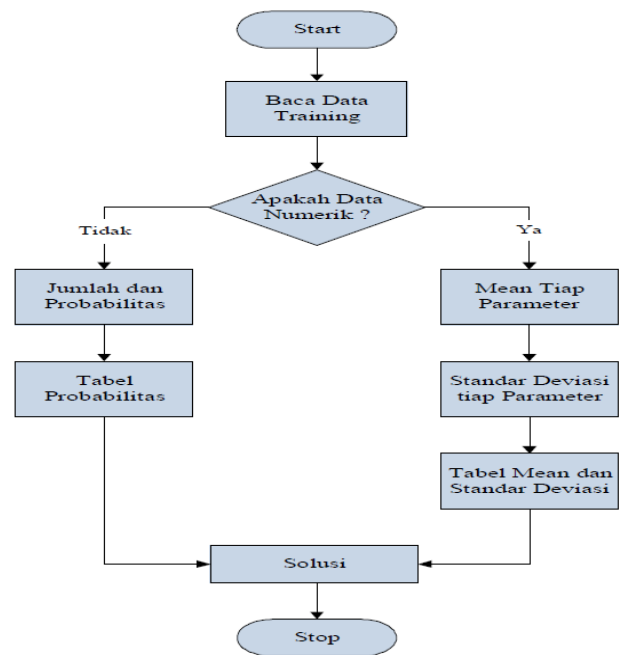 Start
Baca Data
Training
Apakah Data
Numerik ?
Tidak
Ya
Jumlah dan
Probabilitas
Mean Tiap
Parameter
Tabel
Probabilitas
Standar Deviasi
tiap Parameter
Tabel Mean dan
Standar Deviasi
Solusi
Stop